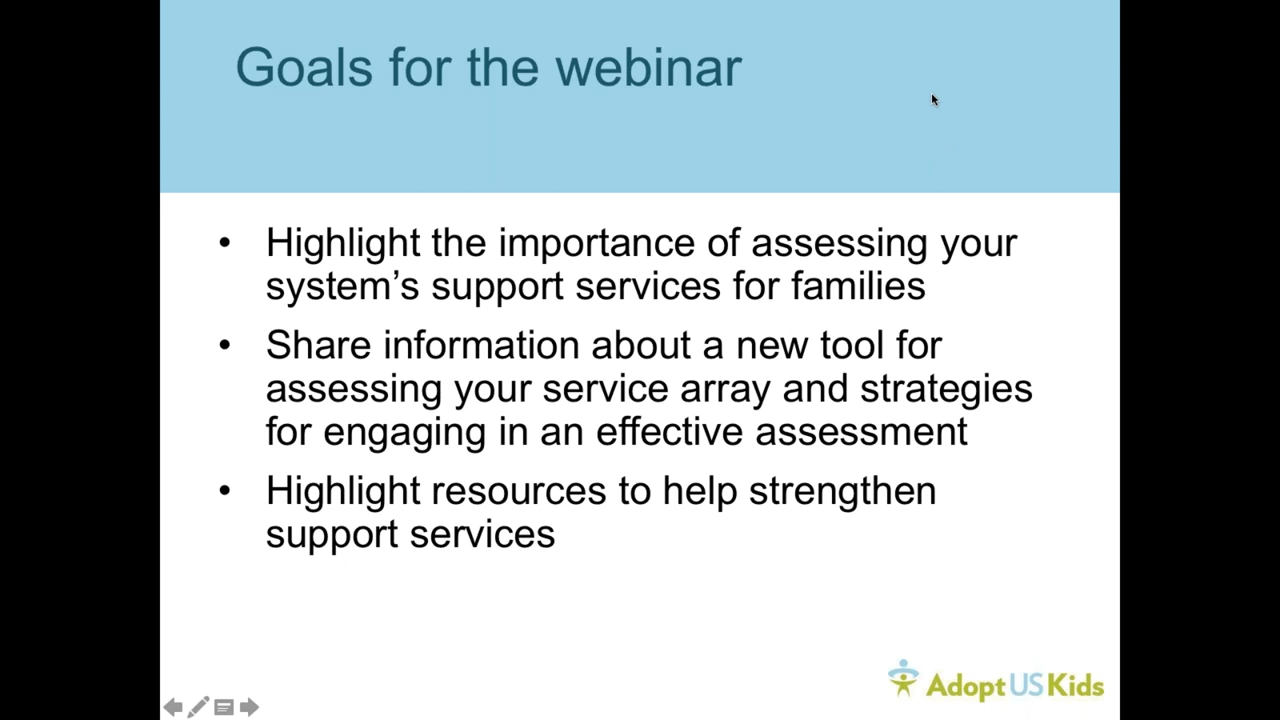 Goals for the webinar
• Highlight the importance of assessing your
system’s support services for families
• Share information about a new tool for
assessing your service array and strategies
for engaging in an effective assessment
• Highlight resources to help strengthen
support services
AdoptUSKids